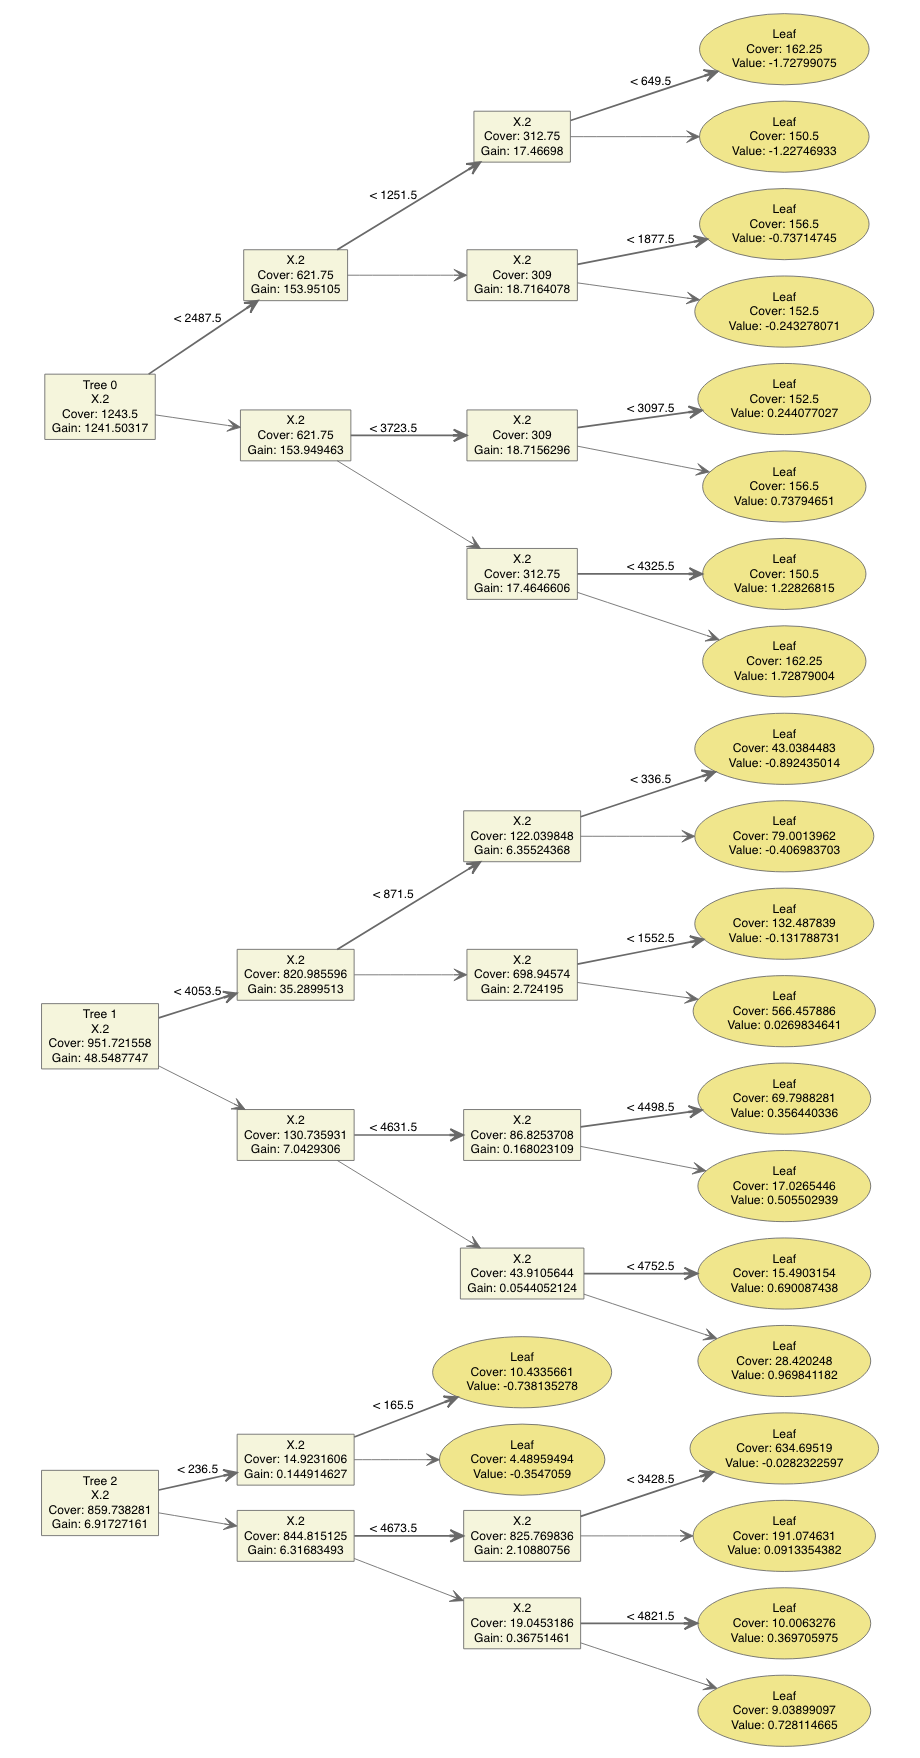 Leaf
Cover: 162.25
Value: -1.72799075
< 649.5
X.2
Cover: 312.75
Gain: 17.46698
Leaf
Cover: 150.5
Value: -1.22746933
< 1251.5
Leaf
Cover: 156.5
Value: -0.73714745
< 1877.5
X.2
Cover: 621.75
Gain: 153.95105
X.2
Cover: 309
Gain: 18.7164078
Leaf
Cover: 152.5
Value: -0.243278071
< 2487.5
Tree 0
X.2
Cover: 1243.5
Gain: 1241.50317
Leaf
Cover: 152.5
Value: 0.244077027
< 3097.5
X.2
Cover: 621.75
Gain: 153.949463
< 3723.5
X.2
Cover: 309
Gain: 18.7156296
Leaf
Cover: 156.5
Value: 0.73794651
X.2
Cover: 312.75
Gain: 17.4646606
< 4325.5
Leaf
Cover: 150.5
Value: 1.22826815
Leaf
Cover: 162.25
Value: 1.72879004
Leaf
Cover: 43.0384483
Value: -0.892435014
< 336.5
X.2
Cover: 122.039848
Gain: 6.35524368
Leaf
Cover: 79.0013962
Value: -0.406983703
< 871.5
Leaf
Cover: 132.487839
Value: -0.131788731
< 1552.5
X.2
Cover: 820.985596
Gain: 35.2899513
X.2
Cover: 698.94574
Gain: 2.724195
Leaf
Cover: 566.457886
Value: 0.0269834641
< 4053.5
Tree 1
X.2
Cover: 951.721558
Gain: 48.5487747
Leaf
Cover: 69.7988281
Value: 0.356440336
< 4498.5
X.2
Cover: 130.735931
Gain: 7.0429306
< 4631.5
X.2
Cover: 86.8253708
Gain: 0.168023109
Leaf
Cover: 17.0265446
Value: 0.505502939
X.2
Cover: 43.9105644
Gain: 0.0544052124
< 4752.5
Leaf
Cover: 15.4903154
Value: 0.690087438
Leaf
Cover: 28.420248
Value: 0.969841182
Leaf
Cover: 10.4335661
Value: -0.738135278
< 165.5
X.2
Cover: 14.9231606
Gain: 0.144914627
Leaf
Cover: 4.48959494
Value: -0.3547059
Leaf
Cover: 634.69519
Value: -0.0282322597
< 236.5
Tree 2
X.2
Cover: 859.738281
Gain: 6.91727161
< 3428.5
X.2
Cover: 844.815125
Gain: 6.31683493
< 4673.5
X.2
Cover: 825.769836
Gain: 2.10880756
Leaf
Cover: 191.074631
Value: 0.0913354382
X.2
Cover: 19.0453186
Gain: 0.36751461
< 4821.5
Leaf
Cover: 10.0063276
Value: 0.369705975
Leaf
Cover: 9.03899097
Value: 0.728114665